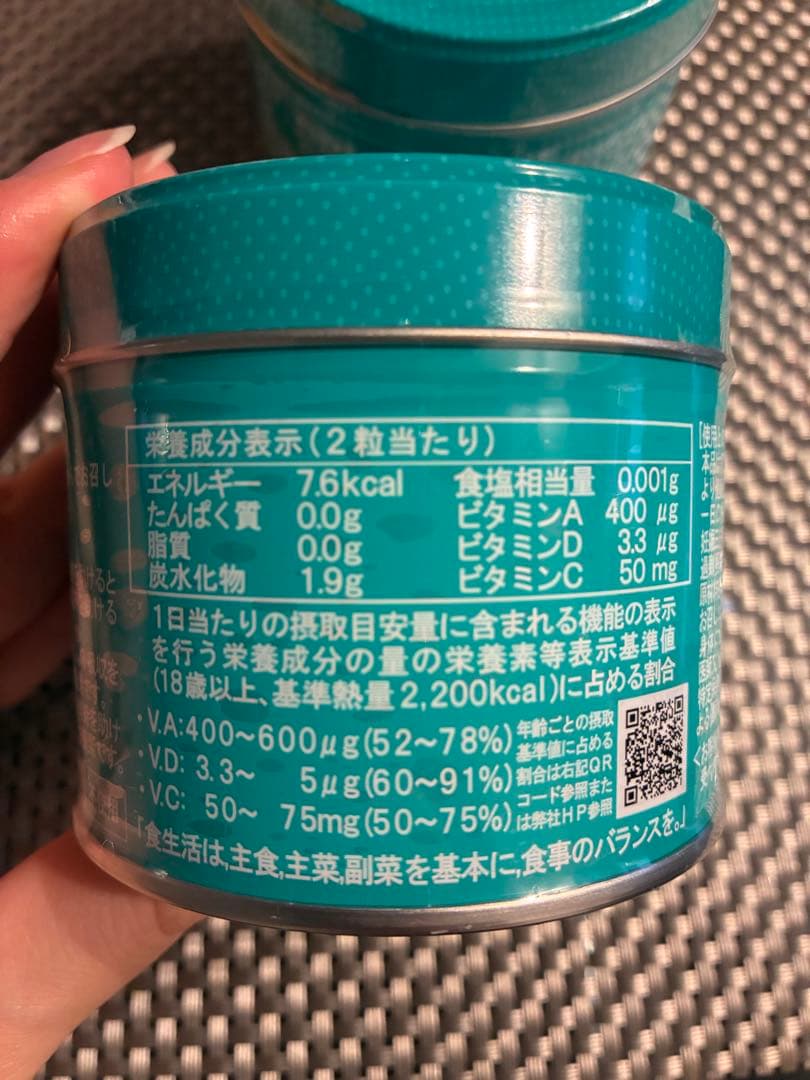 栄養成分表示(2粒当たり)
エネルギー 7.6kcal
たんぱく質 0.0g
脂質 0.0g
炭水化物 1.9g
食塩相当量 0.001g
ビタミンA 400 μg
ビタミンD 3.3 μg
ビタミンC 50 mg
1日当たりの摂取目安量に含まれる機能の表示
を行う栄養成分の量の栄養素等表示基準値
(18歳以上、基準熱量2,200kcal)に占める割合
・V.A:400~600μg(52~78%)
・V.D: 3.3~ 5μg(60~91%)
・V.C: 50~ 75mg(50~75%)
年齢ごとの摂取
基準値に占める
割合は右記QR
コード参照また
は弊社HP参照
「食生活は、主食、主菜、副菜を基本に、食事のバランスを。」